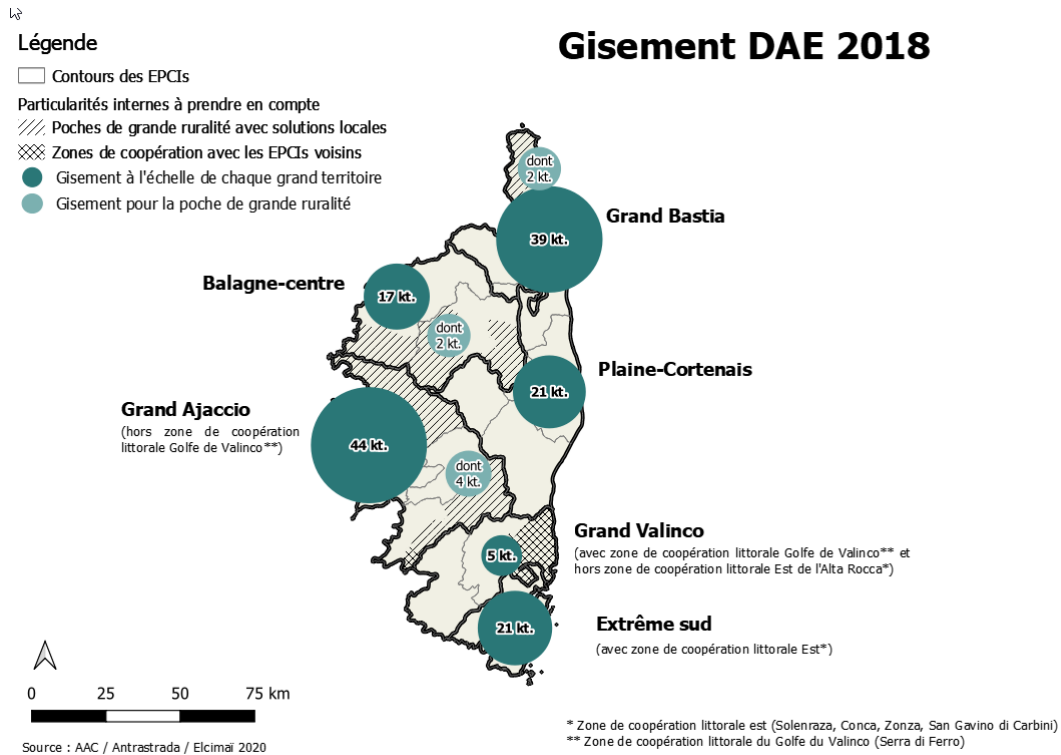 Gisement DAE 2018
Légende
Contours des EPCIs
Particularités internes à prendre en compte
Poches de grande ruralité avec solutions locales
Zones de coopération avec les EPCIs voisins
Gisement à l'échelle de chaque grand territoire
Gisement pour la poche de grande ruralité
dont
2 kt.
Grand Bastia
39 kt.
Balagne-centre
17 kt.
dont
2 kt.
Plaine-Cortenais
21 kt.
Grand Ajaccio
(hors zone de coopération
littorale Golfe de Valinco**)
44 kt.
dont
4 kt.
Grand Valinco
(avec zone de coopération littorale Golfe de Valinco** et
hors zone de coopération littorale Est de l'Alta Rocca*)
5 kt.
Extrême sud
(avec zone de coopération littorale Est*)
21 kt.
0 25 50 75 km
Source : AAC / Antrastrada / Elcimaï 2020
* Zone de coopération littorale est (Solenraza, Conca, Zonza, San Gavino di Carbini)
** Zone de coopération littorale du Golfe du Valinco (Serra di Ferro)